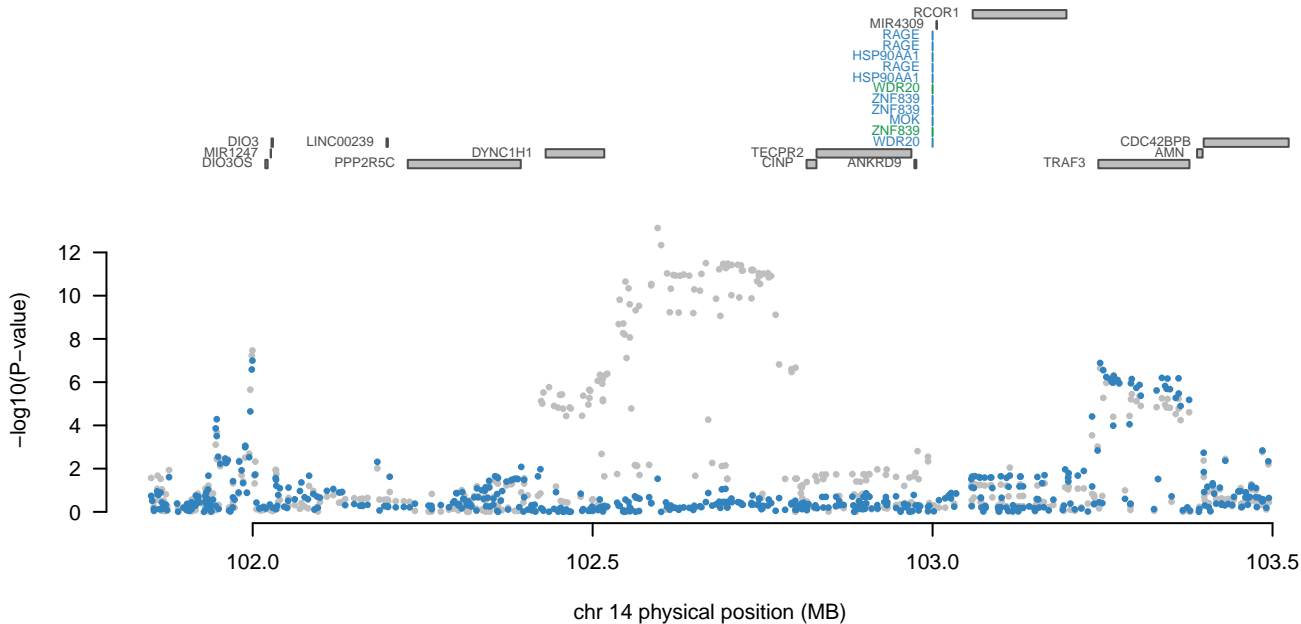 RCOR1
MIR4309
RAGE
RAGE
HSP90AA1
RAGE
HSP90AA1
WDR20
ZNF839
ZNF839
MOK
ZNF839
DIO3 LINC00239 WDR20 CDC42BPB
MIR1247 DYNC1H1 TECPR2 AMN
DIO3OS PPP2R5C CINP ANKRD9 TRAF3
12
10
8
6
4
2
0
−log10(P−value)
102.0 102.5 103.0 103.5
chr 14 physical position (MB)